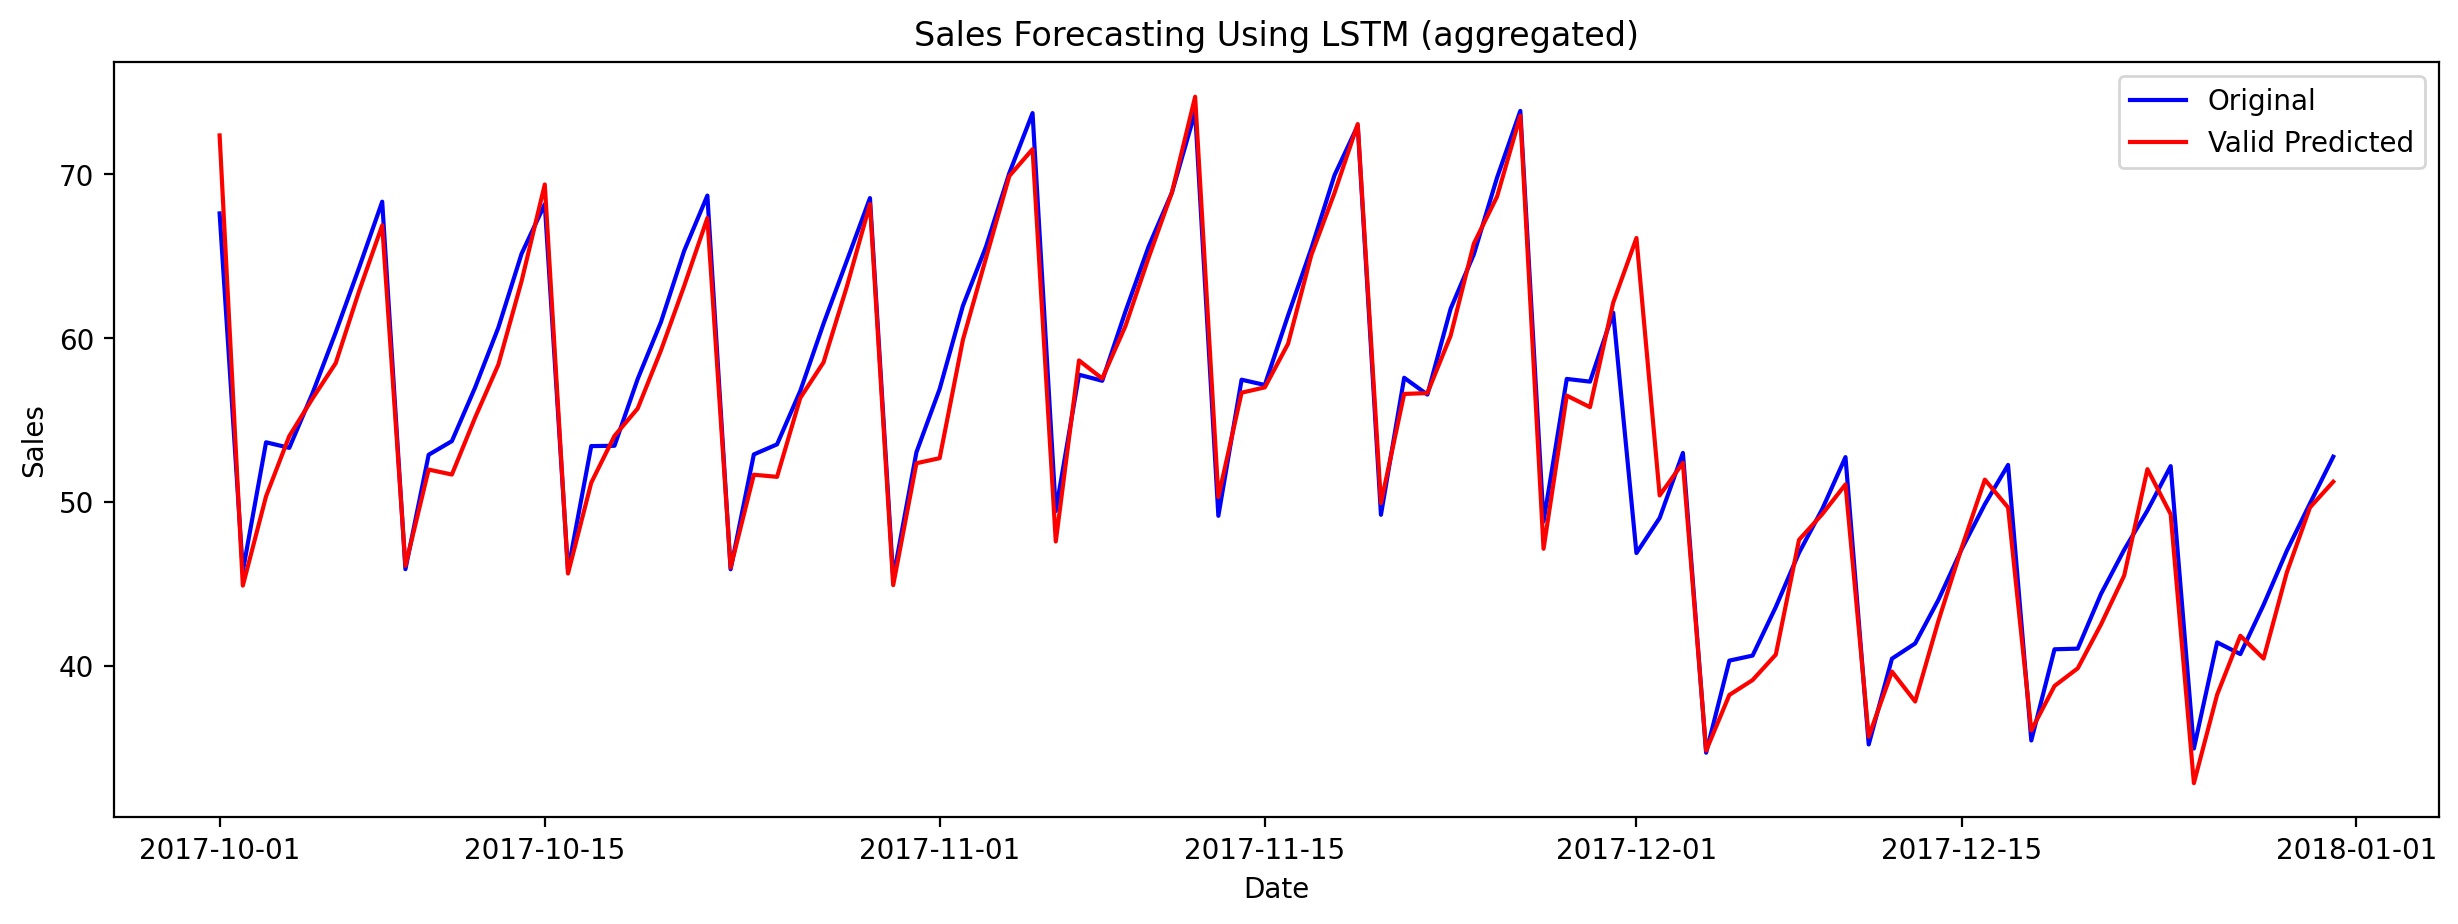 Sales Forecasting Using LSTM (aggregated)
Original
Valid Predicted
Sales
70
60
50
40
2017-10-01
2017-10-15
2017-11-01
2017-11-15
2017-12-01
2017-12-15
2018-01-01
Date